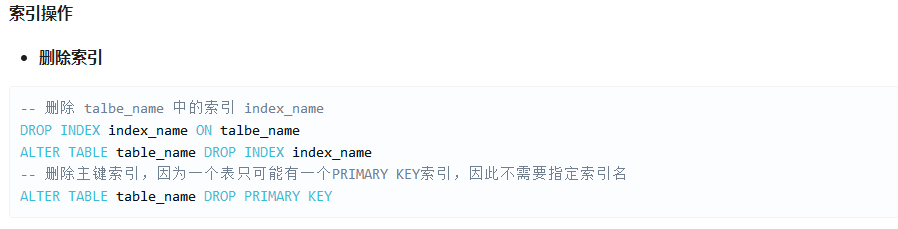 索引操作
删除索引
-- 删除 talbe_name 中的索引 index_name
DROP INDEX index_name ON talbe_name
ALTER TABLE table_name DROP INDEX index_name
-- 删除主键索引，因为一个表只可能有一个PRIMARY KEY索引，因此不需要指定索引名
ALTER TABLE table_name DROP PRIMARY KEY